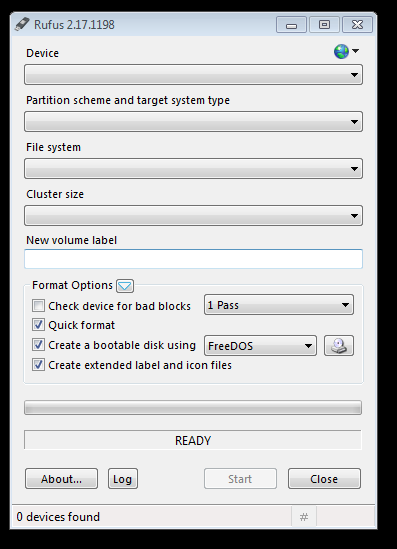 Rufus 2.17.1198
Device
Partition scheme and target system type
File system
Cluster size
New volume label
Format Options
Check device for bad blocks 1 Pass
Quick format
Create a bootable disk using FreeDOS
Create extended label and icon files
READY
About... Log Start Close
0 devices found #